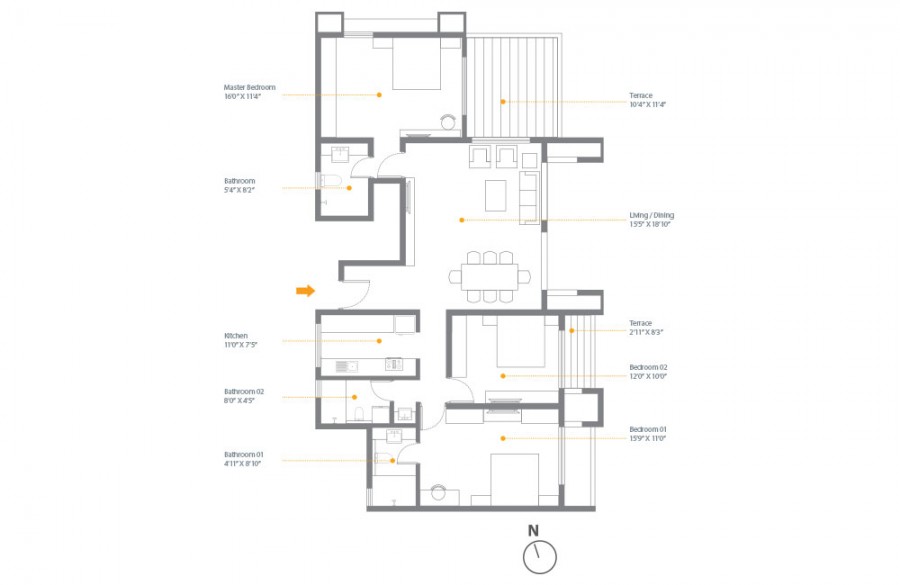 Master Bedroom
16'0" X 11'4"
Terrace
10'4" X 11'4"
Bathroom
5'4" X 8'2"
Living / Dining
15'5" X 18'10"
Terrace
2'11" X 8'3"
Kitchen
11'0" X 7'5"
Bedroom 02
12'0" X 10'0"
Bathroom 02
8'0" X 4'5"
Bedroom 01
15'9" X 11'0"
Bathroom 01
4'11" X 8'10"
N